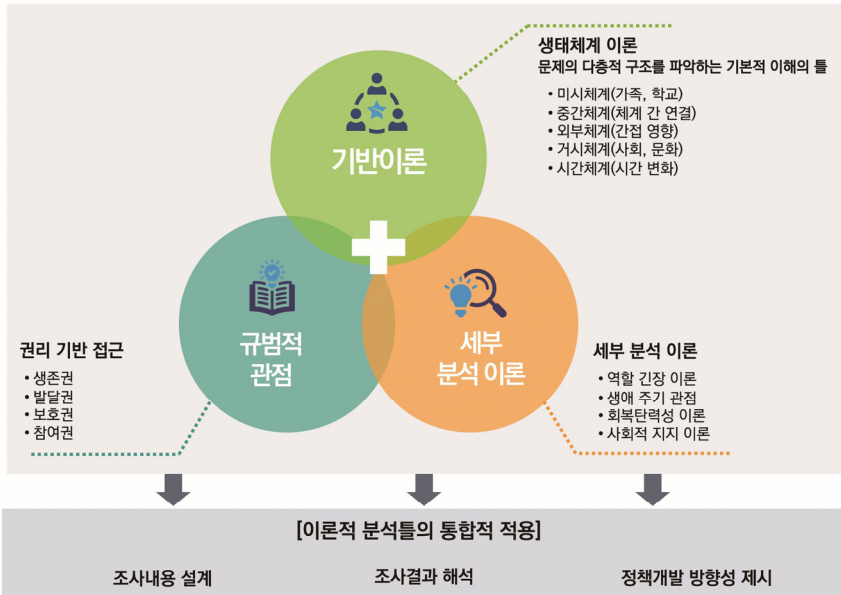 생태체계 이론
문제의 다층적 구조를 파악하는 기본적 이해의 틀
• 미시체계(가족, 학교)
• 중간체계(체계 간 연결)
• 외부체계(간접 영향)
• 거시체계(사회, 문화)
• 시간체계(시간 변화)
기반이론
규범적
관점
세부
분석 이론
권리 기반 접근
• 생존권
• 발달권
• 보호권
• 참여권
세부 분석 이론
• 역할 긴장 이론
• 생애 주기 관점
• 회복탄력성 이론
• 사회적 지지 이론
[이론적 분석틀의 통합적 적용]
조사내용 설계
조사결과 해석
정책개발 방향성 제시